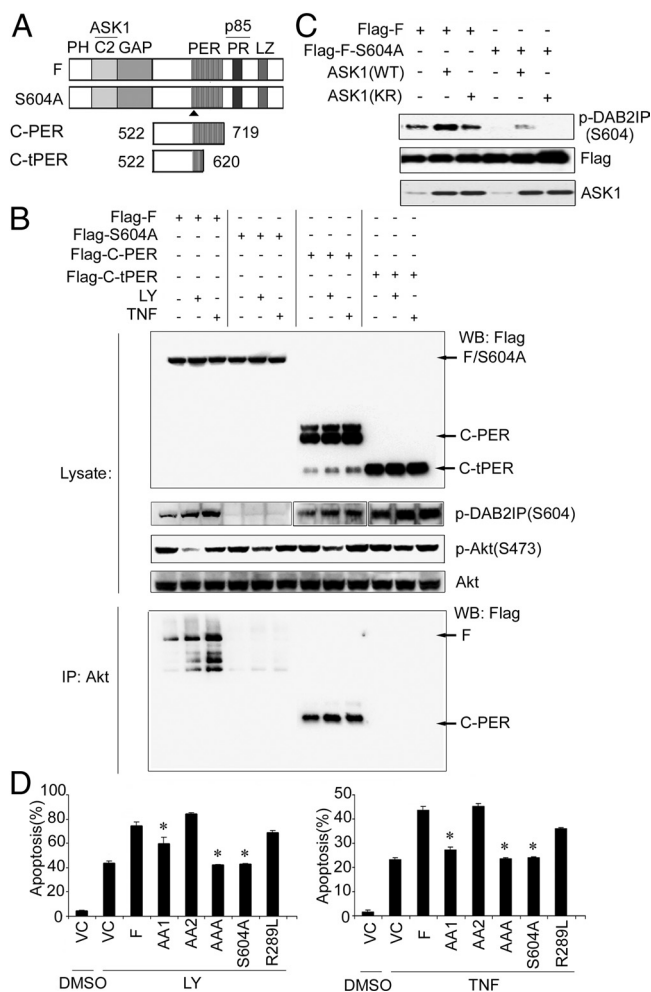 A
ASK1 p85
PH C2 GAP PER PR LZ
F
S604A
C-PER 522 719
C-tPER 522 620
C
Flag-F + + + - - -
Flag-F-S604A - - - + + +
ASK1(WT) - + - - + -
ASK1(KR) - - + - - +
p-DAB2IP
(S604)
Flag
ASK1
B
Flag-F + + +
Flag-S604A + + +
Flag-C-PER + + +
Flag-C-tPER + + +
LY - + - - + - - + - - + -
TNF - - + - - + - - + - - +
WB: Flag
F/S604A
C-PER
C-tPER
Lysate:
p-DAB2IP(S604)
p-Akt(S473)
Akt
WB: Flag
F
IP: Akt
C-PER
D
Apoptosis(%)
100
80
60
40
20
0
* * *
VC VC F AA1 AA2 AAA S604A R289L
DMSO LY
Apoptosis(%)
50
40
30
20
10
0
* * *
VC VC F AA1 AA2 AAA S604A R289L
DMSO TNF